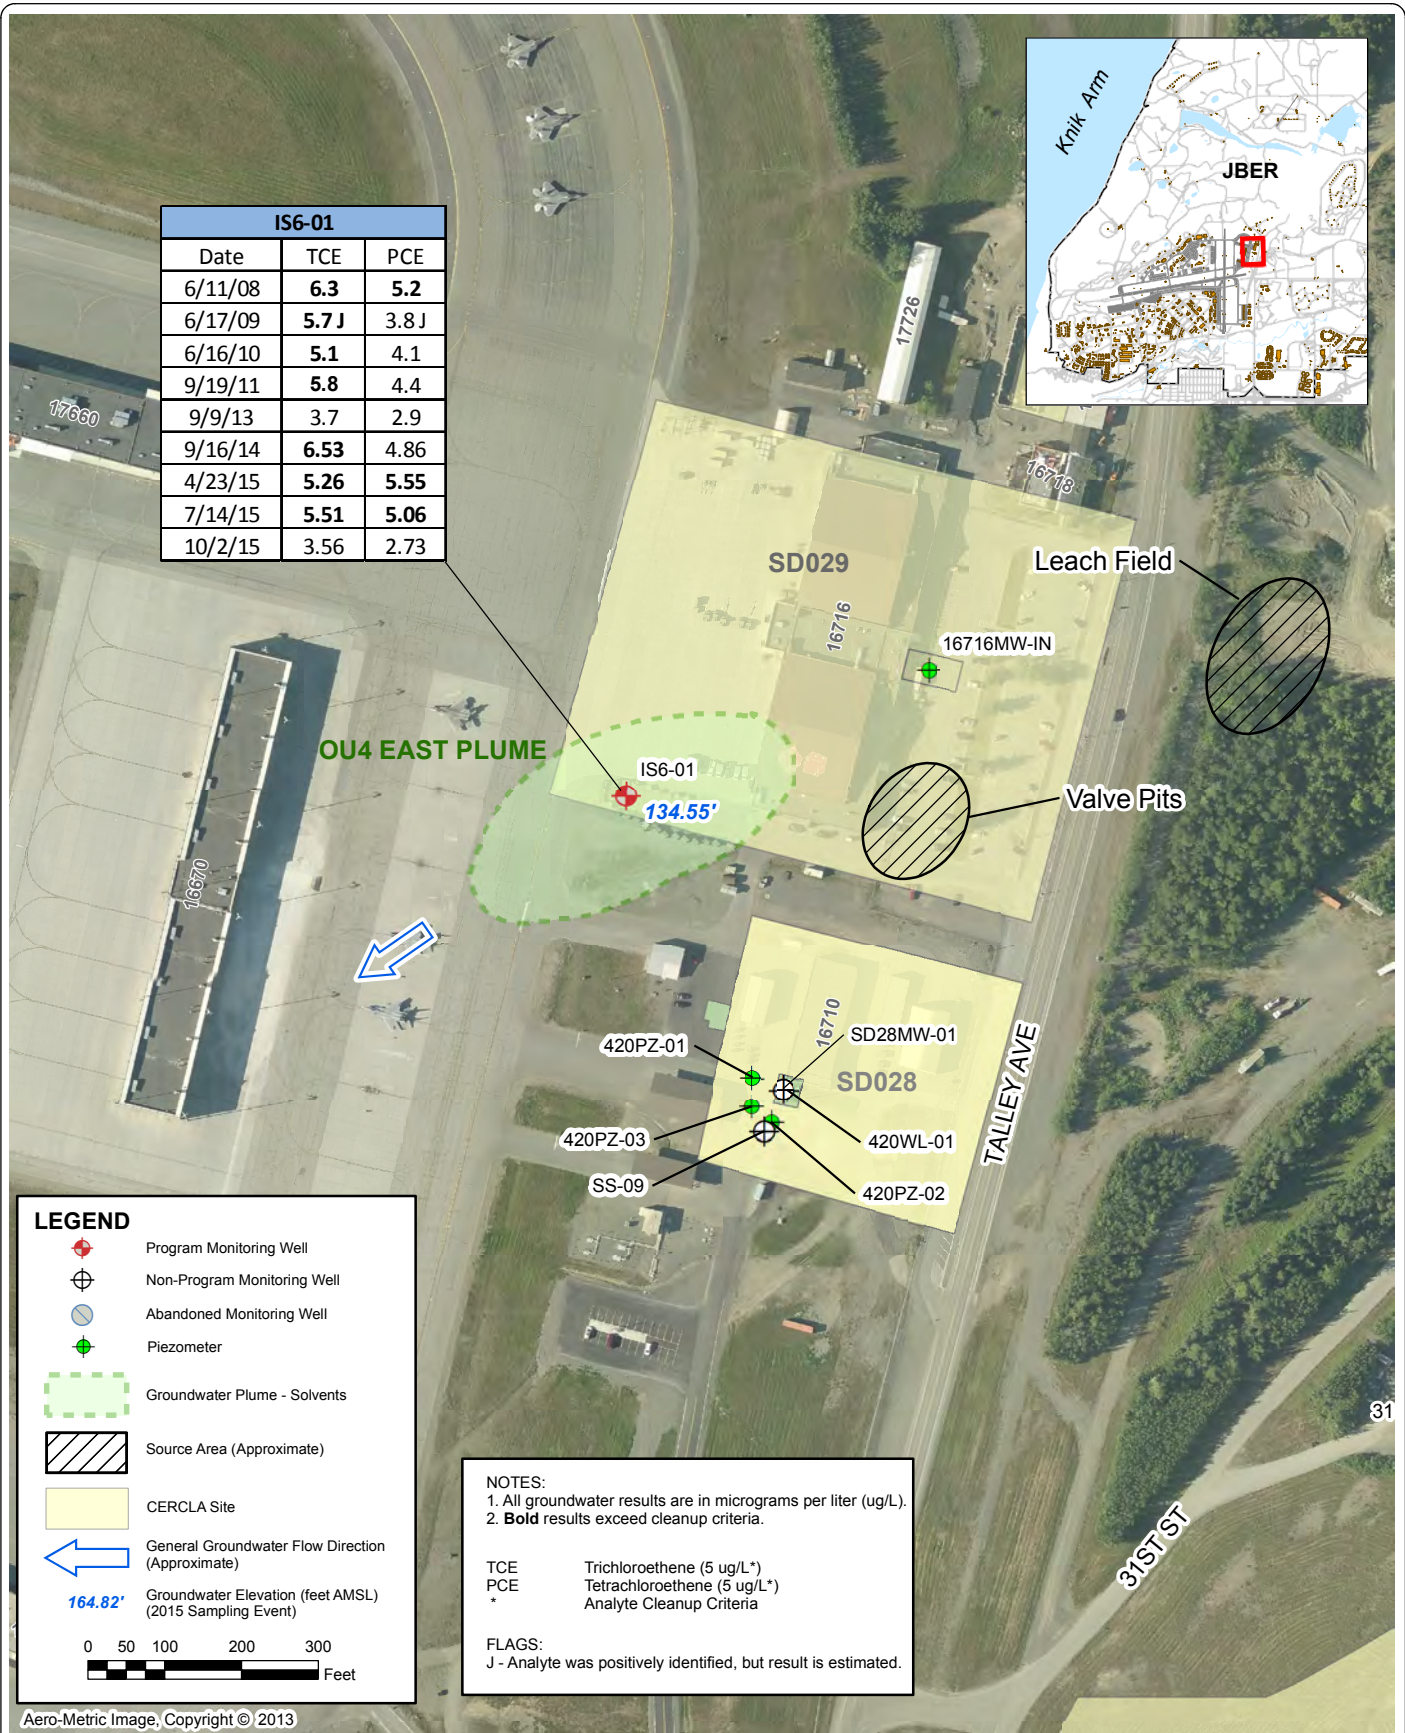 Knik Arm
JBER
IS6-01
Date TCE PCE
6/11/08 6.3 5.2
6/17/09 5.7 J 3.8 J
6/16/10 5.1 4.1
9/19/11 5.8 4.4
9/9/13 3.7 2.9
9/16/14 6.53 4.86
4/23/15 5.26 5.55
7/14/15 5.51 5.06
10/2/15 3.56 2.73
17726
17660
16718
SD029
Leach Field
16716
16716MW-IN
OU4 EAST PLUME
IS6-01
134.55'
Valve Pits
16670
16710
420PZ-01
SD28MW-01
SD028
420PZ-03
420WL-01
SS-09
420PZ-02
TALLEY AVE
31
31ST ST
LEGEND
Program Monitoring Well
Non-Program Monitoring Well
Abandoned Monitoring Well
Piezometer
Groundwater Plume - Solvents
Source Area (Approximate)
CERCLA Site
General Groundwater Flow Direction
(Approximate)
164.82' Groundwater Elevation (feet AMSL)
(2015 Sampling Event)
0 50 100 200 300
Feet
NOTES:
1. All groundwater results are in micrograms per liter (ug/L).
2. Bold results exceed cleanup criteria.
TCE Trichloroethene (5 ug/L*)
PCE Tetrachloroethene (5 ug/L*)
* Analyte Cleanup Criteria
FLAGS:
J - Analyte was positively identified, but result is estimated.
Aero-Metric Image, Copyright © 2013